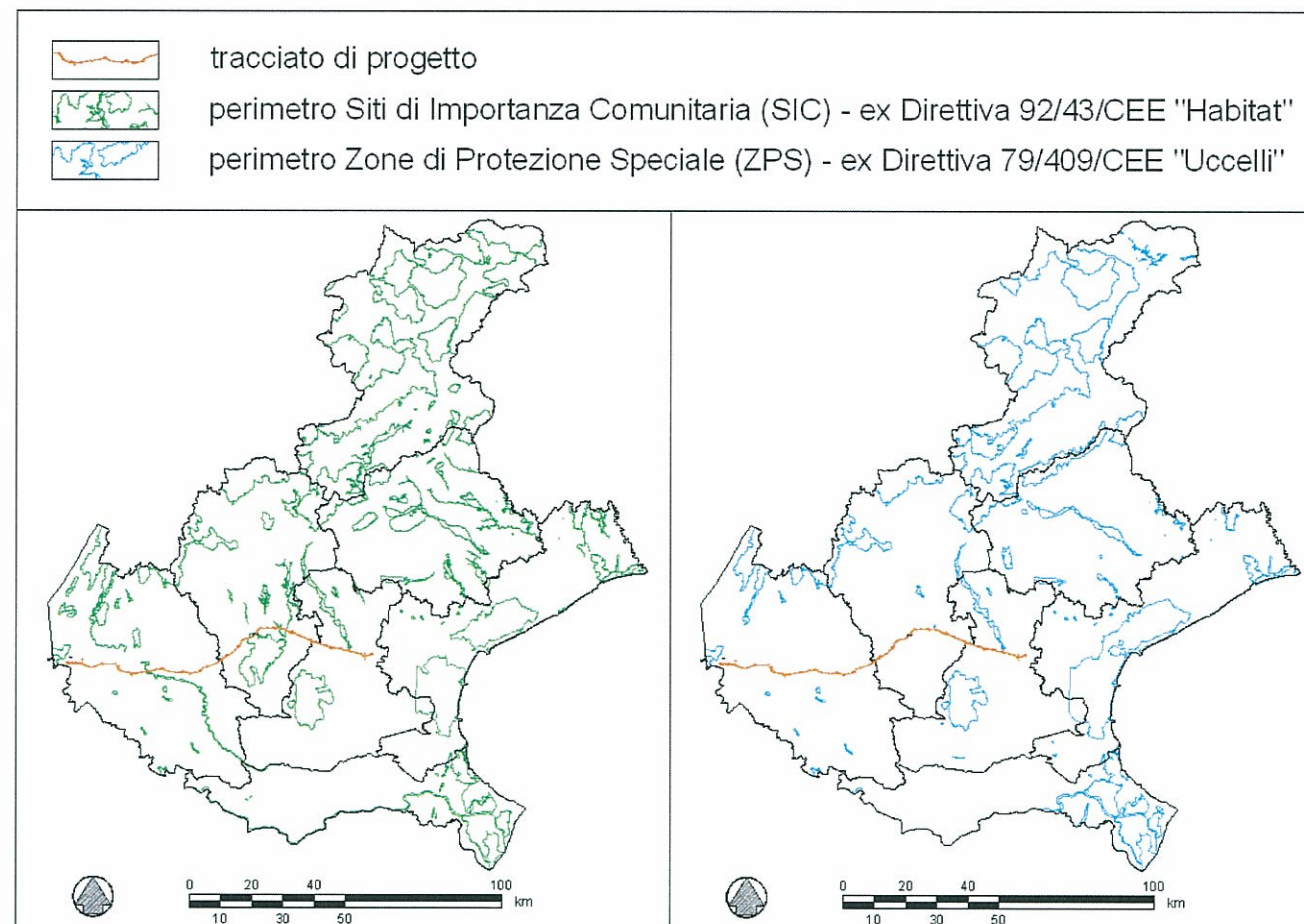 tracciato di progetto
perimetro Siti di Importanza Comunitaria (SIC) - ex Direttiva 92/43/CEE "Habitat"
perimetro Zone di Protezione Speciale (ZPS) - ex Direttiva 79/409/CEE "Uccelli"
0 20 40 100
km
10 30 50
0 20 40 100
km
10 30 50